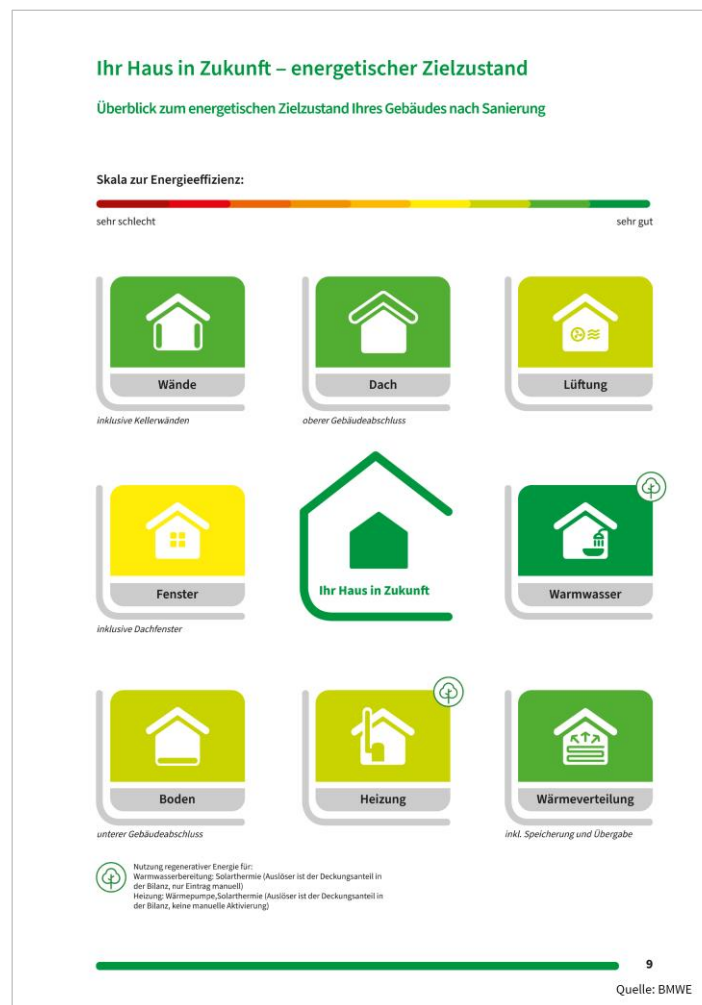 Ihr Haus in Zukunft – energetischer Zielzustand
Überblick zum energetischen Zielzustand Ihres Gebäudes nach Sanierung
Skala zur Energieeffizienz:
sehr schlecht
sehr gut
Wände
Dach
Lüftung
inklusive Kellerwänden
oberer Gebäudeabschluss
Fenster
Ihr Haus in Zukunft
Warmwasser
inklusive Dachfenster
Boden
Heizung
Wärmeverteilung
unterer Gebäudeabschluss
inkl. Speicherung und Übergabe
Nutzung regenerativer Energie für:
Warmwasserbereitung: Solarthermie (Auslöser ist der Deckungsanteil in
der Bilanz, nur Eintrag manuell)
Heizung: Wärmepumpe,Solarthermie (Auslöser ist der Deckungsanteil in
der Bilanz, keine manuelle Aktivierung)
9
Quelle: BMWE